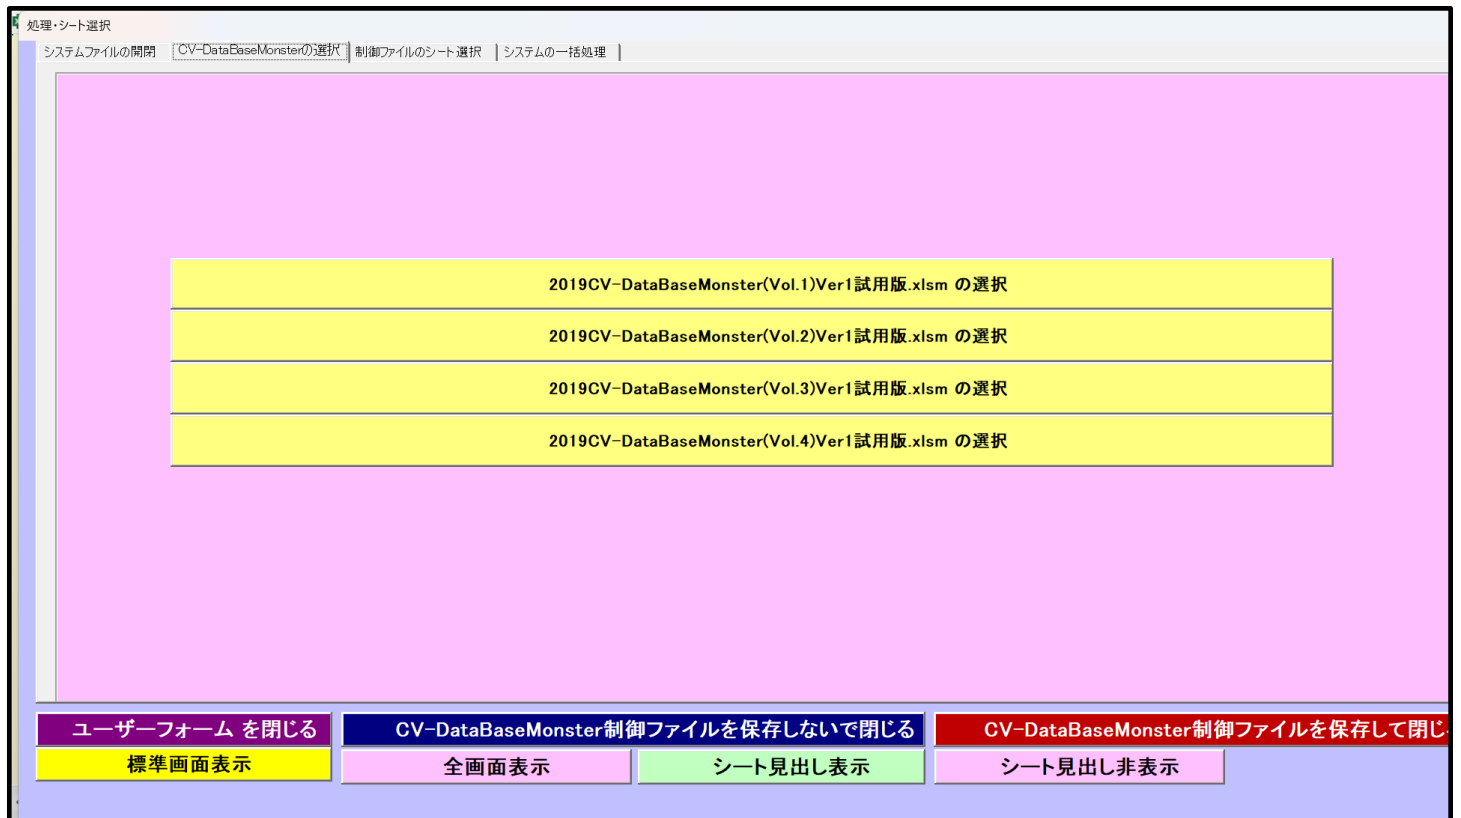 処理・シート選択
システムファイルの開閉 CV-DataBaseMonsterの選択 制御ファイルのシート選択 システムの一括処理
2019CV-DataBaseMonster(Vol.1)Ver1試用版.xlsm の選択
2019CV-DataBaseMonster(Vol.2)Ver1試用版.xlsm の選択
2019CV-DataBaseMonster(Vol.3)Ver1試用版.xlsm の選択
2019CV-DataBaseMonster(Vol.4)Ver1試用版.xlsm の選択
ユーザーフォーム を閉じる CV-DataBaseMonster制御ファイルを保存しないで閉じる CV-DataBaseMonster制御ファイルを保存して閉じ
標準画面表示 全画面表示 シート見出し表示 シート見出し非表示